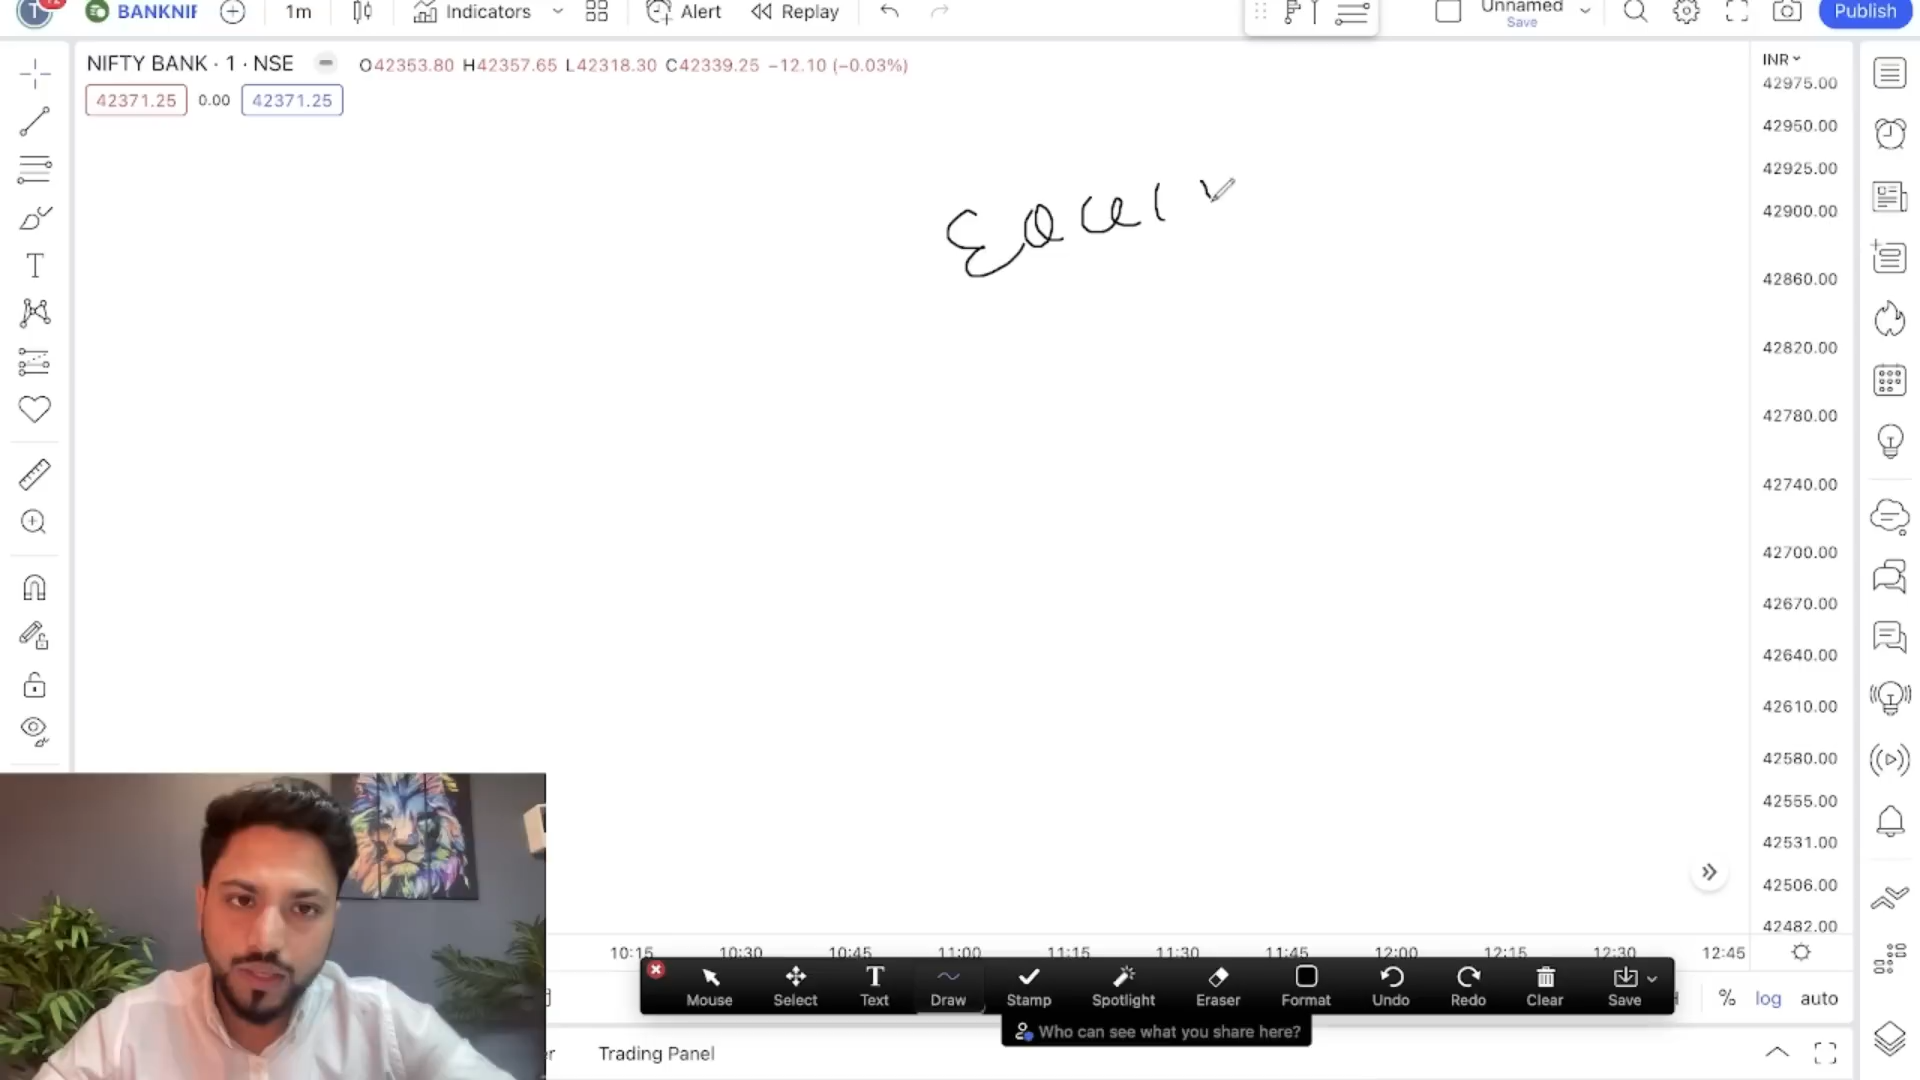 BANKNIF
1m
Indicators
Alert
Replay
Unnamed
Save
Publish
NIFTY BANK · 1 · NSE O42353.80 H42357.65 L42318.30 C42339.25 −12.10 (−0.03%)
42371.25 0.00 42371.25
INR
42975.00
42950.00
42925.00
42900.00
42860.00
42820.00
42780.00
42740.00
42700.00
42670.00
42640.00
42610.00
42580.00
42555.00
42531.00
42506.00
42482.00
10:15 10:30 10:45 11:00 11:15 11:30 11:45 12:00 12:15 12:30 12:45
Mouse Select Text Draw Stamp Spotlight Eraser Format Undo Redo Clear Save
% log auto
Who can see what you share here?
Trading Panel